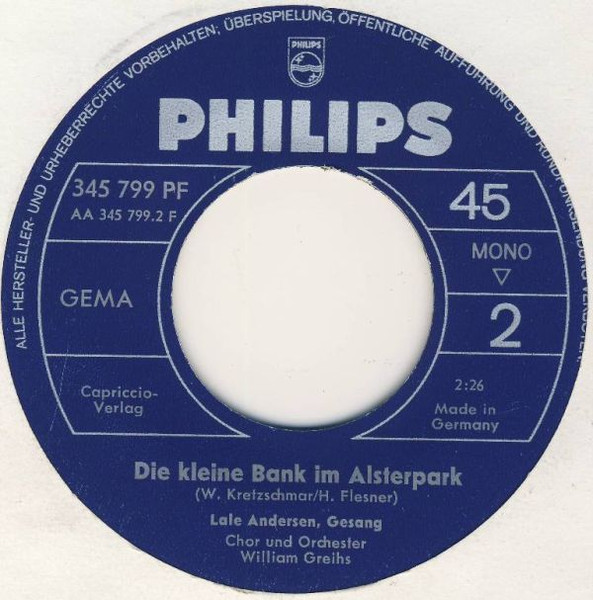 ALLE HERSTELLER- UND URHEBERRECHTE VORBEHALTEN; ÜBERSPIELUNG, ÖFFENTLICHE AUFFÜHRUNG UND RUNDFUNKSENDUNG VERBOTEN!
PHILIPS
PHILIPS
345 799 PF
AA 345 799.2 F
45
MONO
GEMA
2
Capriccio-
Verlag
2:26
Made in
Germany
Die kleine Bank im Alsterpark
(W. Kretzschmar/H. Flesner)
Lale Andersen, Gesang
Chor und Orchester
William Greihs